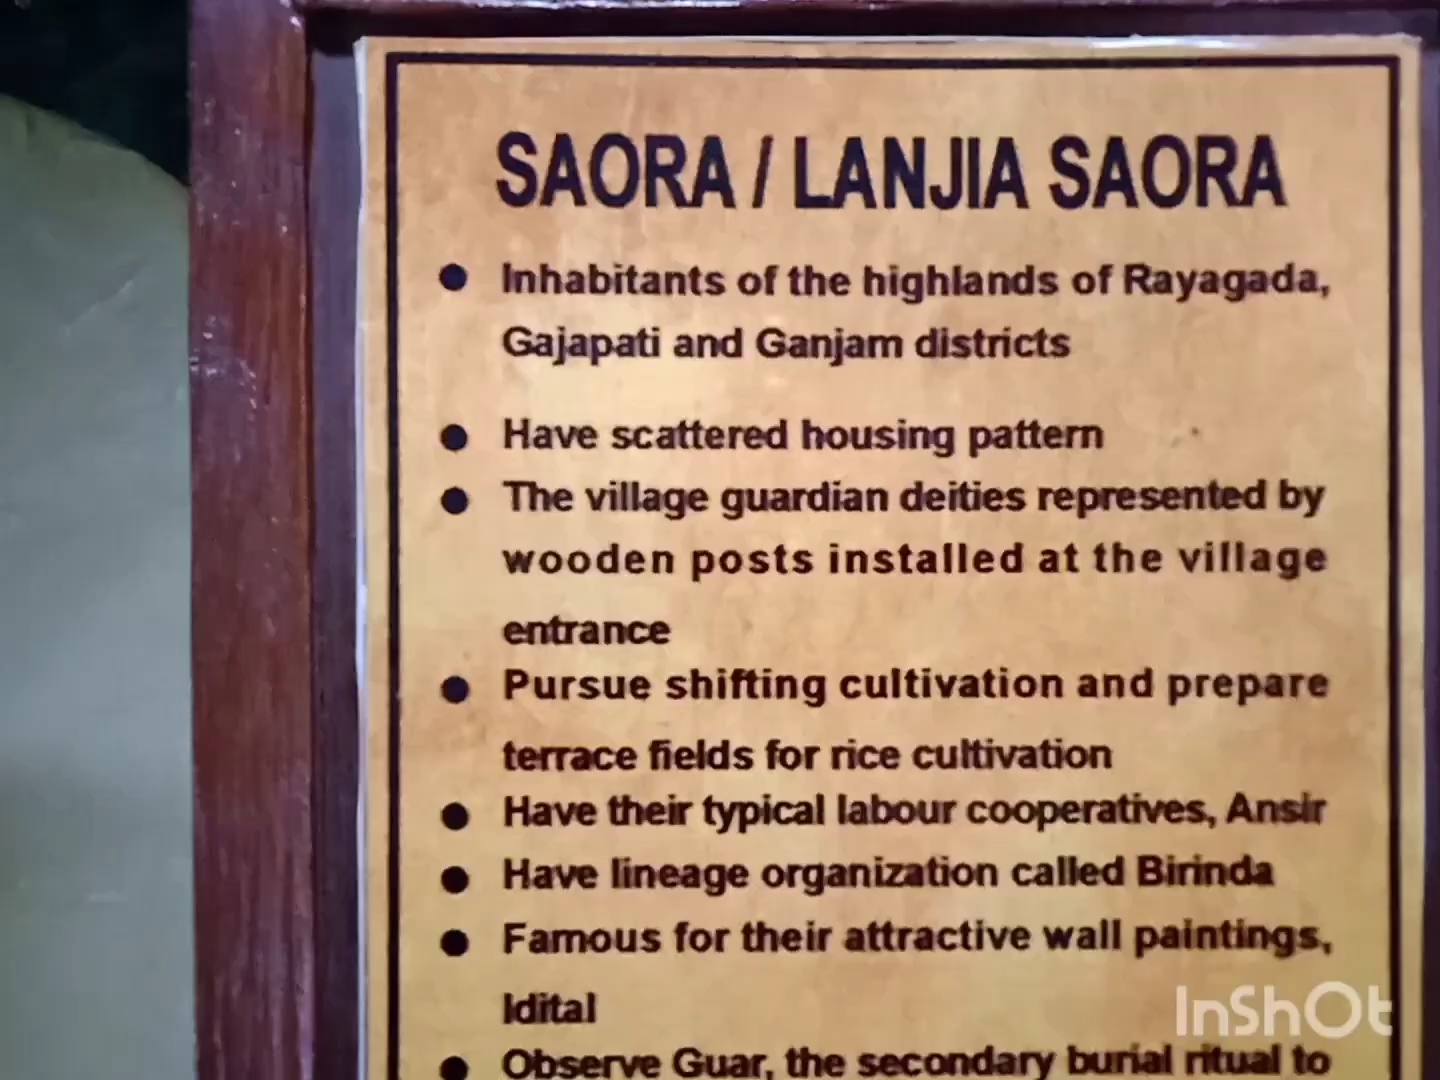 SAORA / LANJIA SAORA
● Inhabitants of the highlands of Rayagada,
Gajapati and Ganjam districts
● Have scattered housing pattern
● The village guardian deities represented by
wooden posts installed at the village
entrance
● Pursue shifting cultivation and prepare
terrace fields for rice cultivation
● Have their typical labour cooperatives, Ansir
● Have lineage organization called Birinda
● Famous for their attractive wall paintings,
Idital
● Observe Guar, the secondary burial ritual to
InShOt